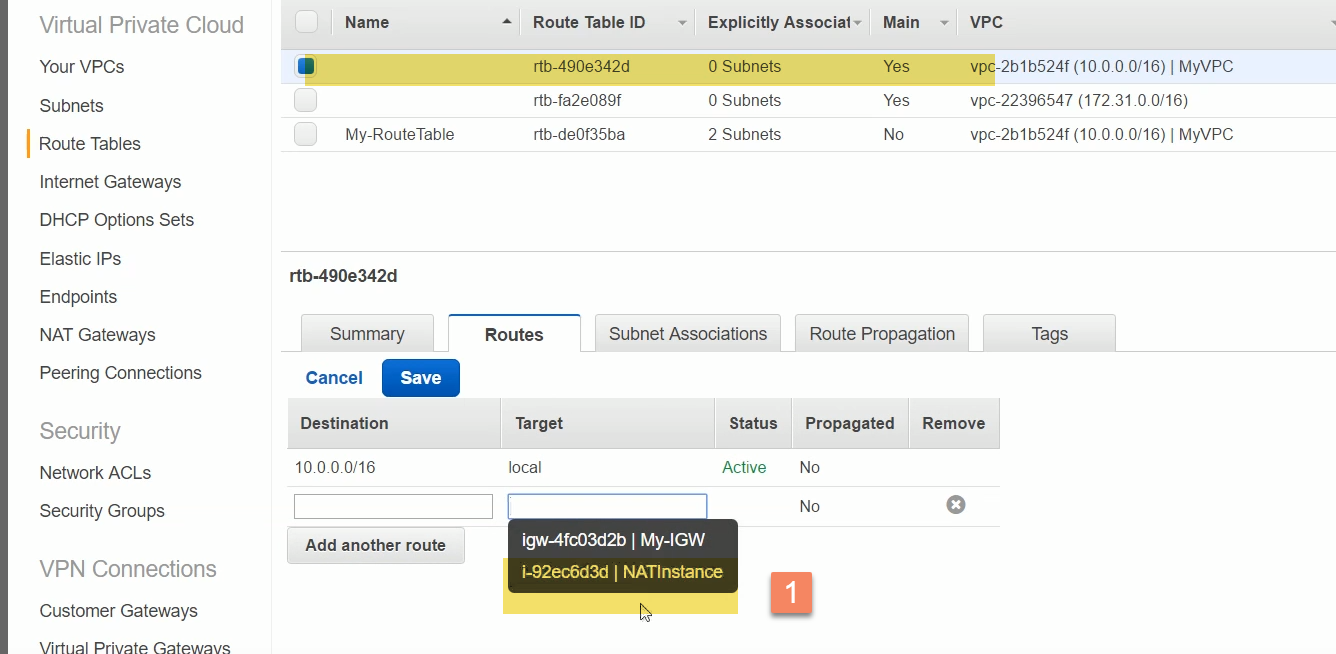 Virtual Private Cloud
Your VPCs
Subnets
Route Tables
Internet Gateways
DHCP Options Sets
Elastic IPs
Endpoints
NAT Gateways
Peering Connections
Security
Network ACLs
Security Groups
VPN Connections
Customer Gateways
Virtual Private Gateways
Name Route Table ID Explicitly Associat Main VPC
rtb-490e342d 0 Subnets Yes vpc-2b1b524f (10.0.0.0/16) | MyVPC
rtb-fa2e089f 0 Subnets Yes vpc-22396547 (172.31.0.0/16)
My-RouteTable rtb-de0f35ba 2 Subnets No vpc-2b1b524f (10.0.0.0/16) | MyVPC
rtb-490e342d
Summary Routes Subnet Associations Route Propagation Tags
Cancel Save
Destination Target Status Propagated Remove
10.0.0.0/16 local Active No
No
igw-4fc03d2b | My-IGW
Add another route
i-92ec6d3d | NATInstance
1